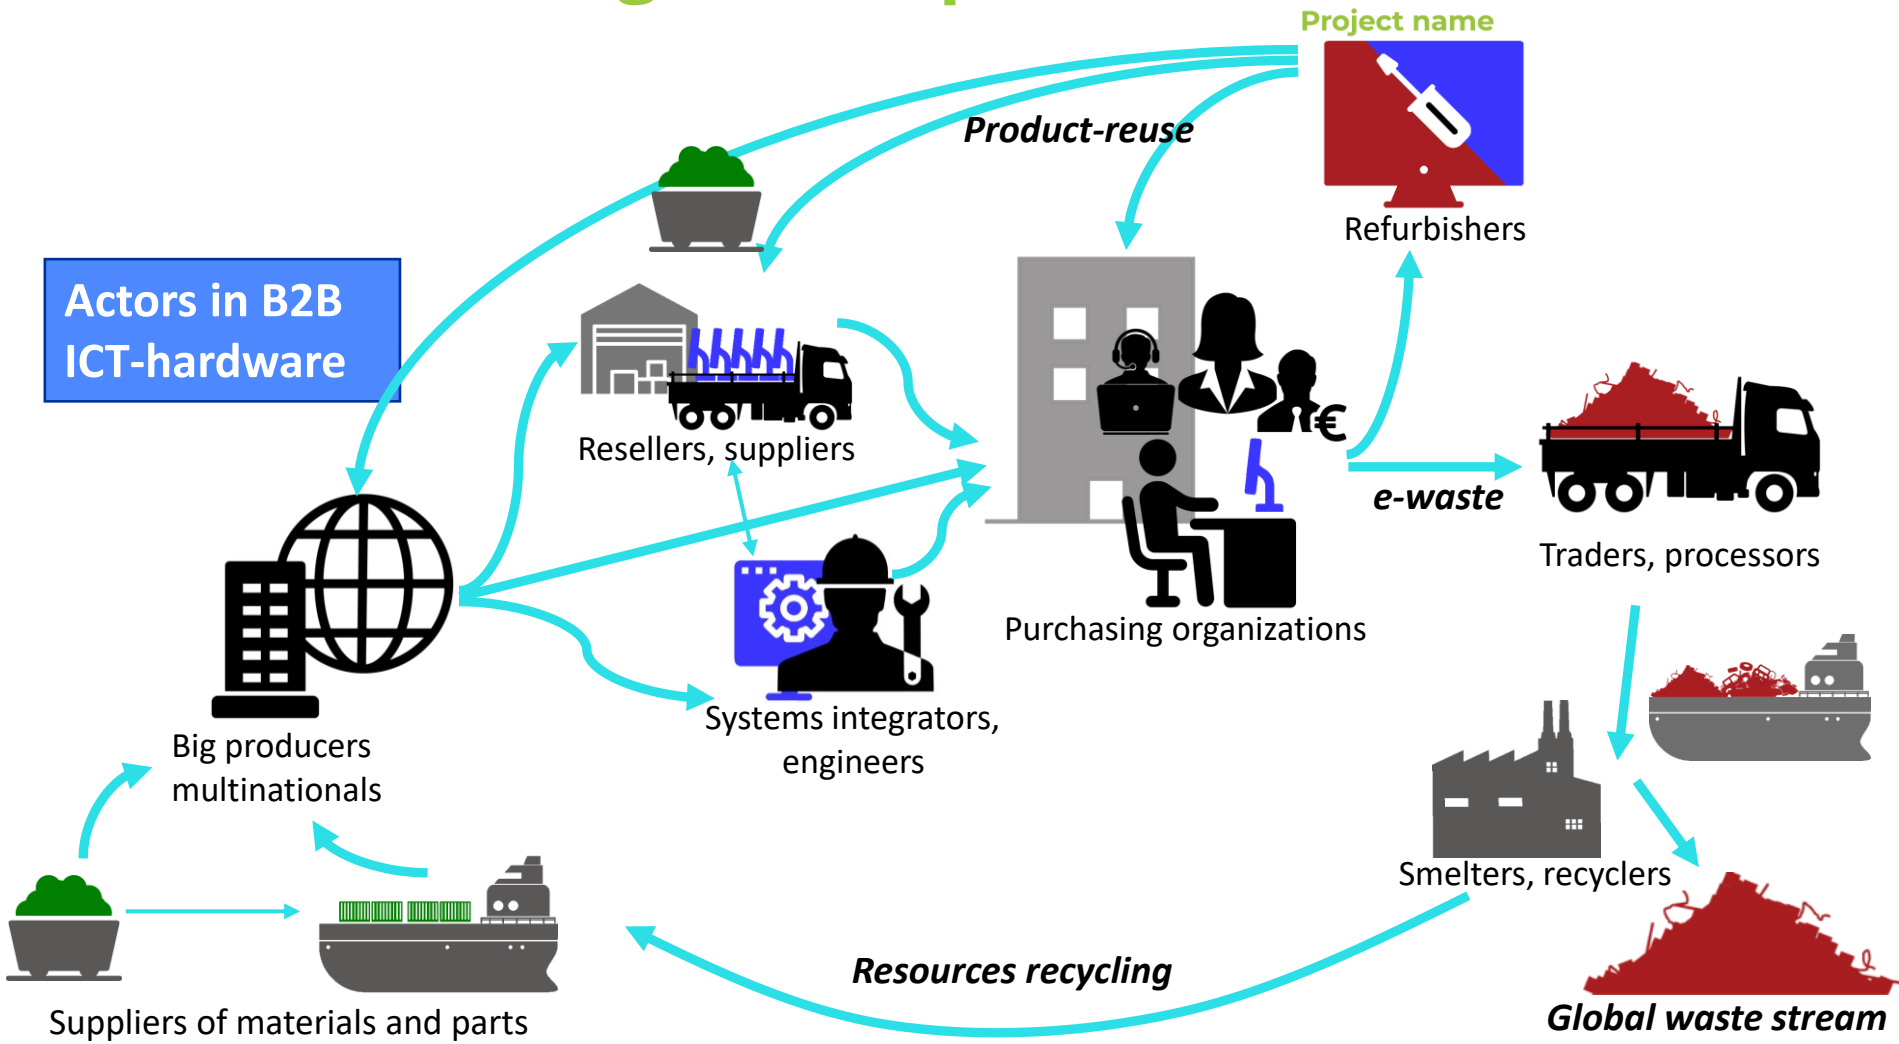 Project name
Product-reuse
Refurbishers
Actors in B2B
ICT-hardware
Resellers, suppliers
€
e-waste
Traders, processors
Purchasing organizations
Systems integrators,
engineers
Big producers
multinationals
Smelters, recyclers
Resources recycling
Suppliers of materials and parts
Global waste stream